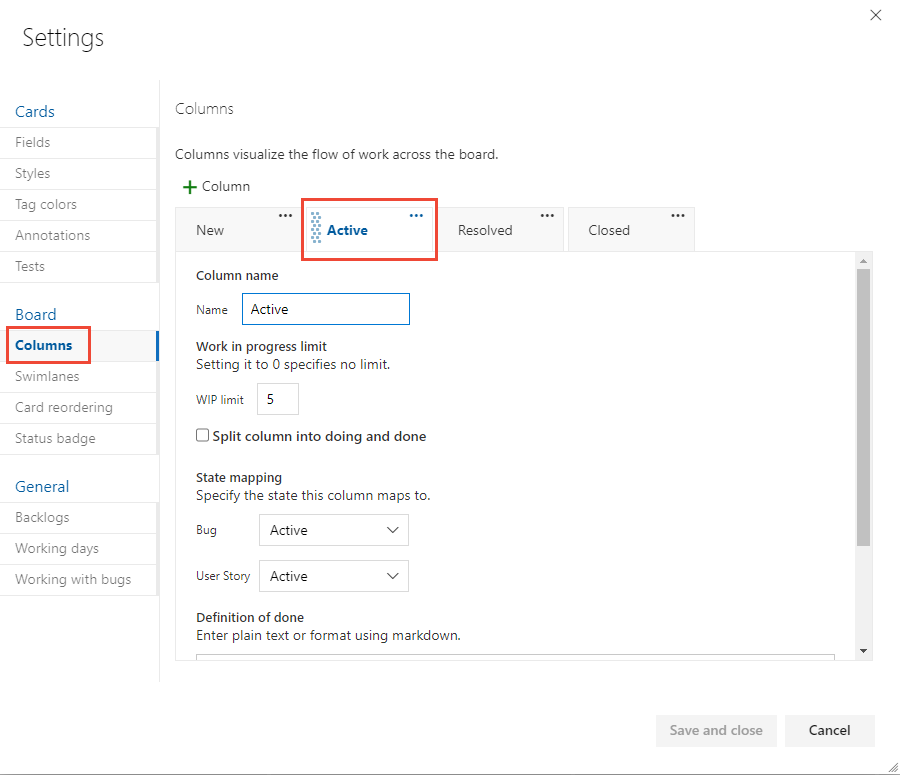 Settings
Cards
Fields
Styles
Tag colors
Annotations
Tests
Board
Columns
Swimlanes
Card reordering
Status badge
General
Backlogs
Working days
Working with bugs
Columns
Columns visualize the flow of work across the board.
+ Column
New ... Active ... Resolved ... Closed ...
Column name
Name Active
Work in progress limit
Setting it to 0 specifies no limit.
WIP limit 5
Split column into doing and done
State mapping
Specify the state this column maps to.
Bug Active
User Story Active
Definition of done
Enter plain text or format using markdown.
Save and close Cancel